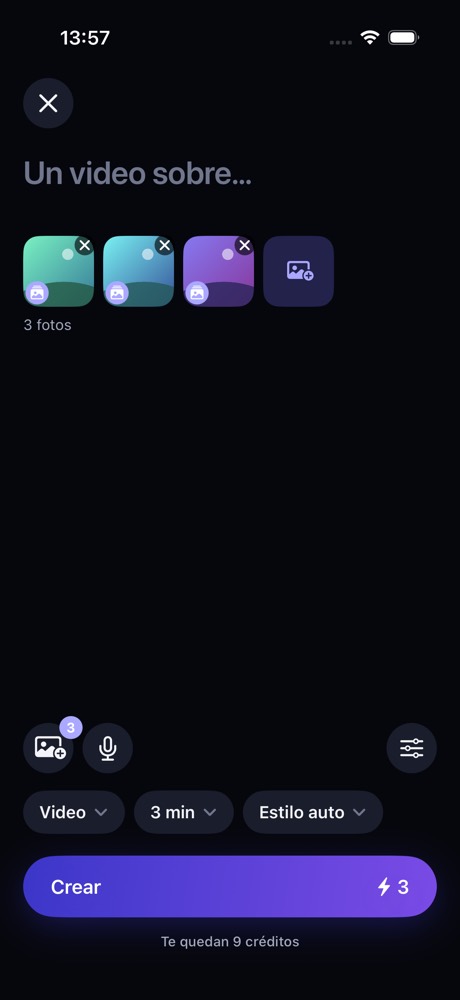 13:57
Un video sobre...
3 fotos
3
Video
3 min
Estilo auto
Crear
3
Te quedan 9 créditos